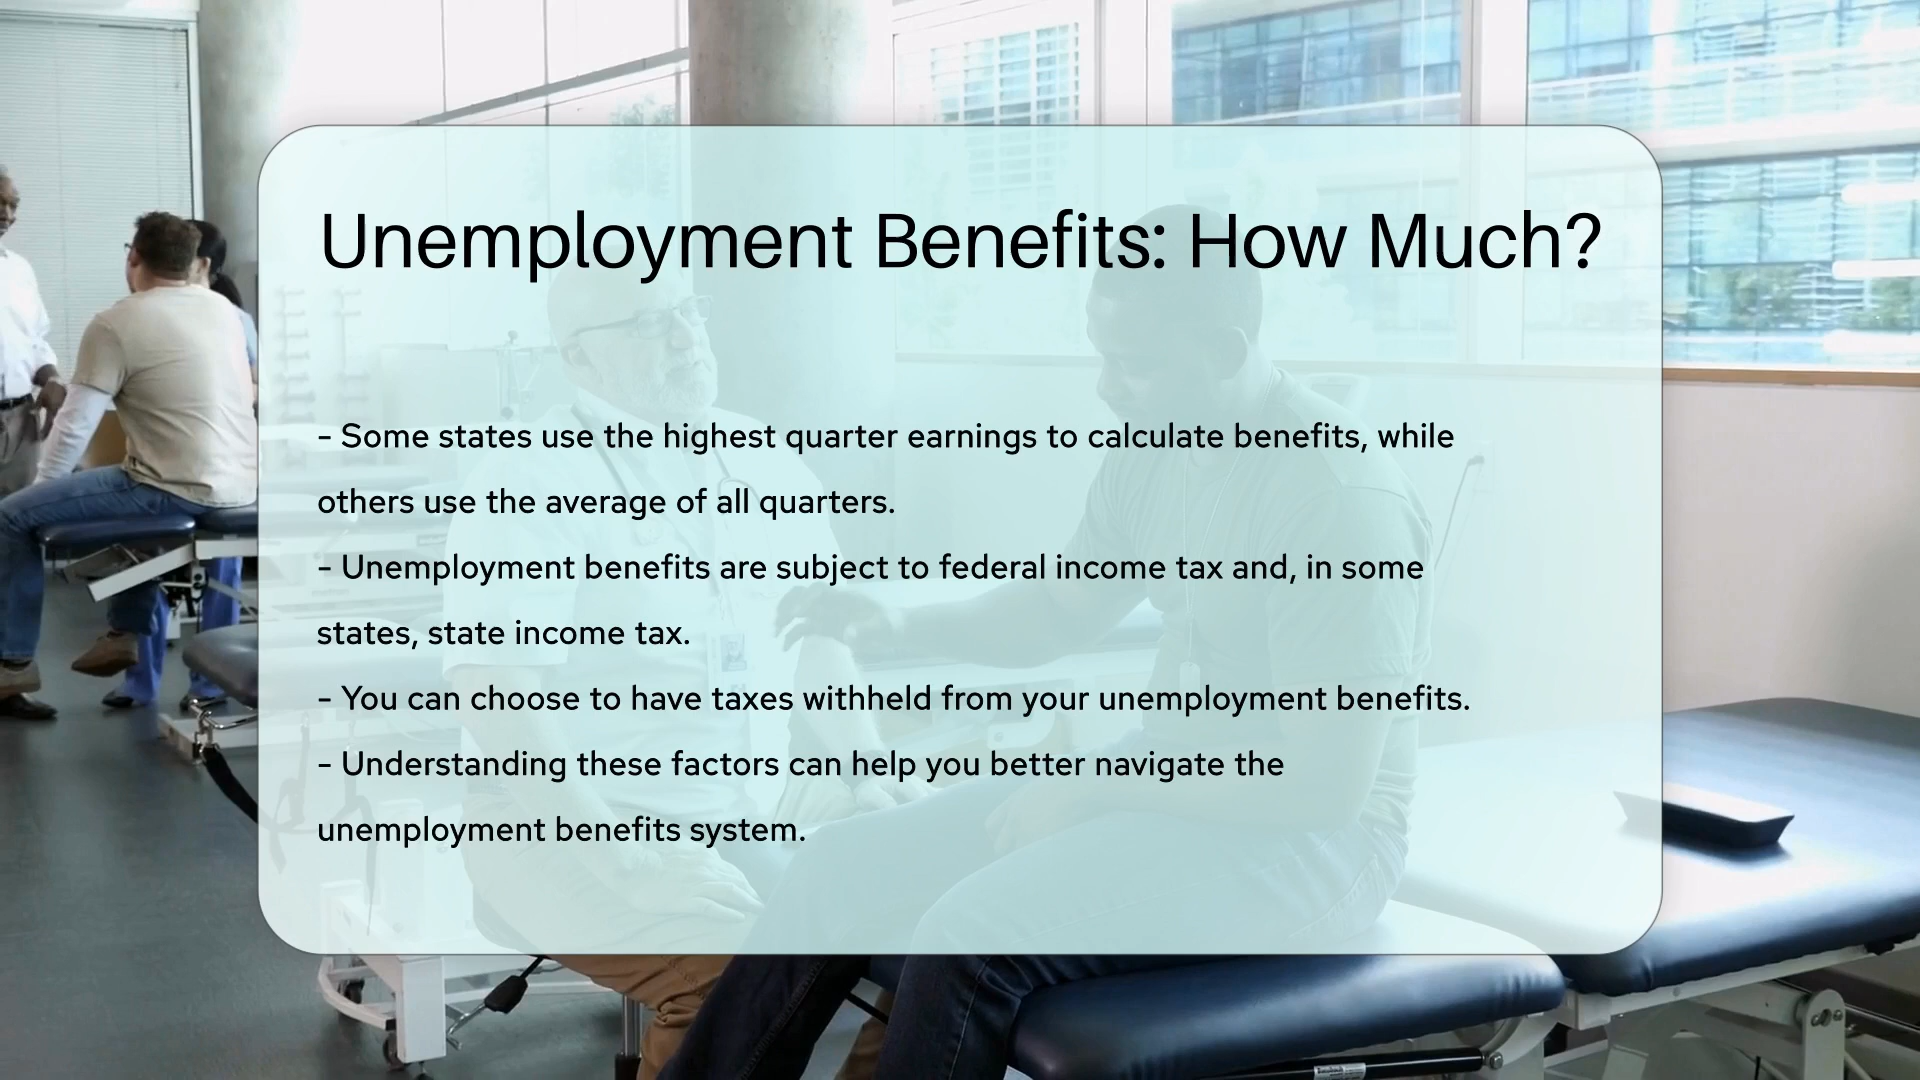 Unemployment Benefits: How Much?
- Some states use the highest quarter earnings to calculate benefits, while
others use the average of all quarters.
- Unemployment benefits are subject to federal income tax and, in some
states, state income tax.
- You can choose to have taxes withheld from your unemployment benefits.
- Understanding these factors can help you better navigate the
unemployment benefits system.